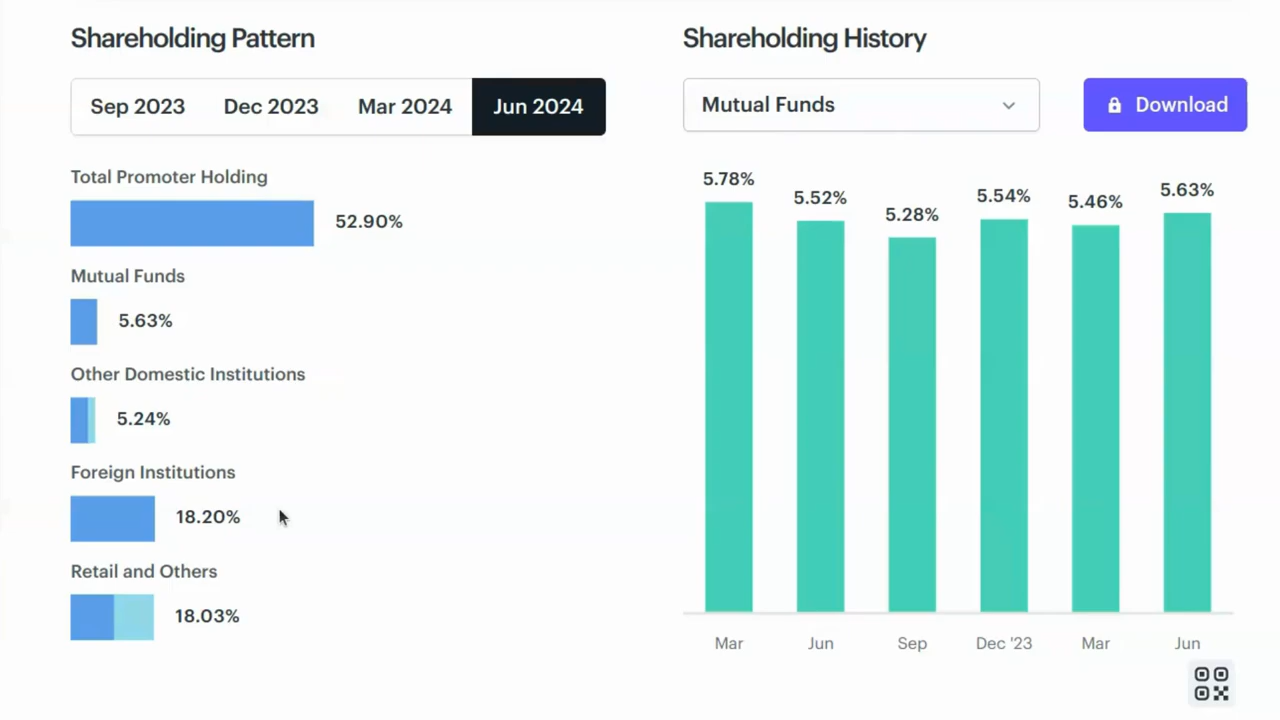 Shareholding Pattern
Sep 2023 Dec 2023 Mar 2024 Jun 2024
Total Promoter Holding
52.90%
Mutual Funds
5.63%
Other Domestic Institutions
5.24%
Foreign Institutions
18.20%
Retail and Others
18.03%
Shareholding History
Mutual Funds
Download
5.78% 5.52% 5.28% 5.54% 5.46% 5.63%
Mar Jun Sep Dec '23 Mar Jun